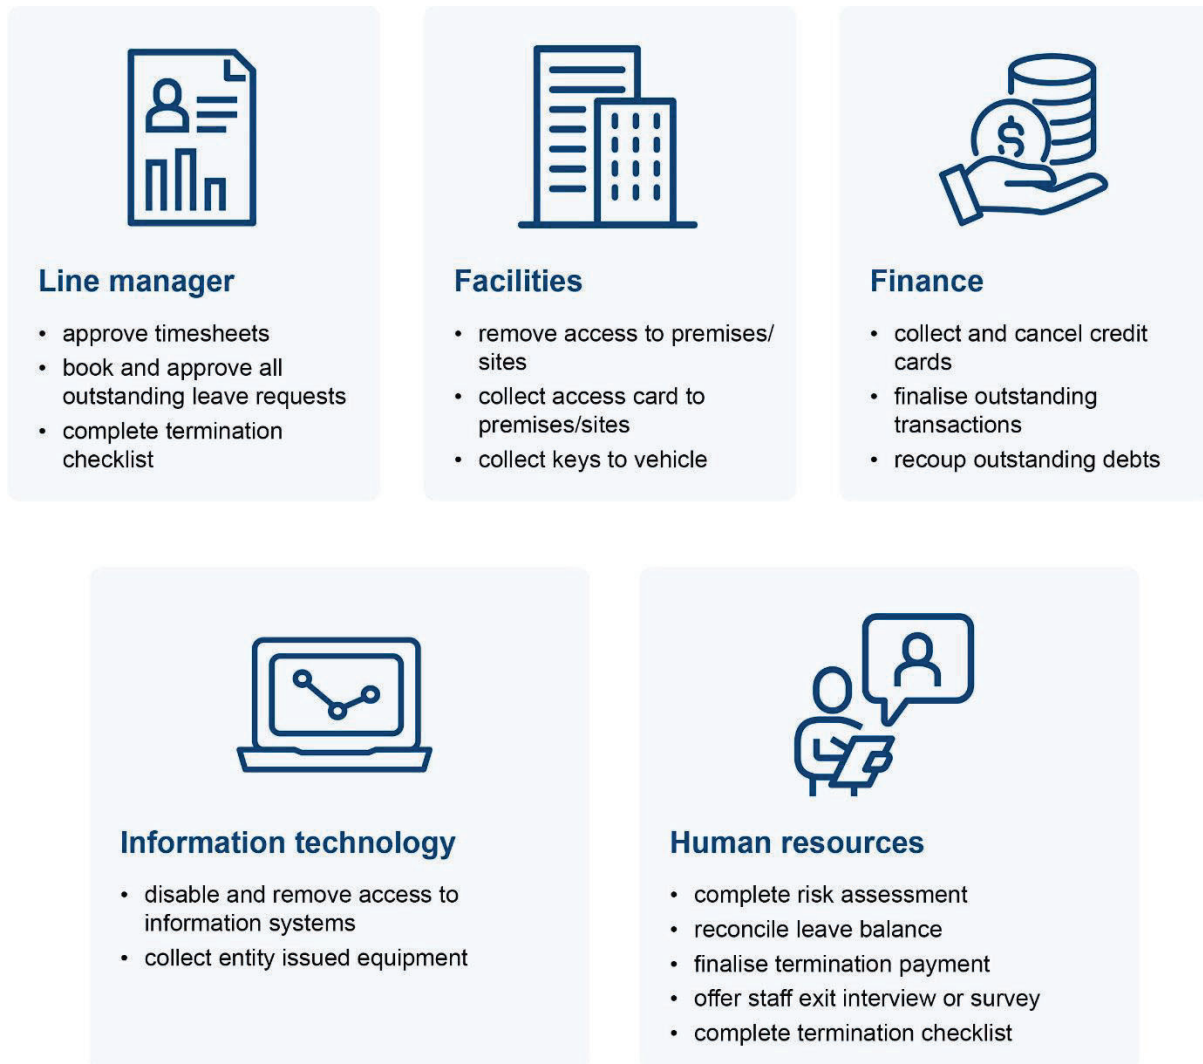 $
Line manager
• approve timesheets
• book and approve all
outstanding leave requests
• complete termination
checklist
Facilities
• remove access to premises/
sites
• collect access card to
premises/sites
• collect keys to vehicle
Finance
• collect and cancel credit
cards
• finalise outstanding
transactions
• recoup outstanding debts
Information technology
• disable and remove access to
information systems
• collect entity issued equipment
Human resources
• complete risk assessment
• reconcile leave balance
• finalise termination payment
• offer staff exit interview or survey
• complete termination checklist